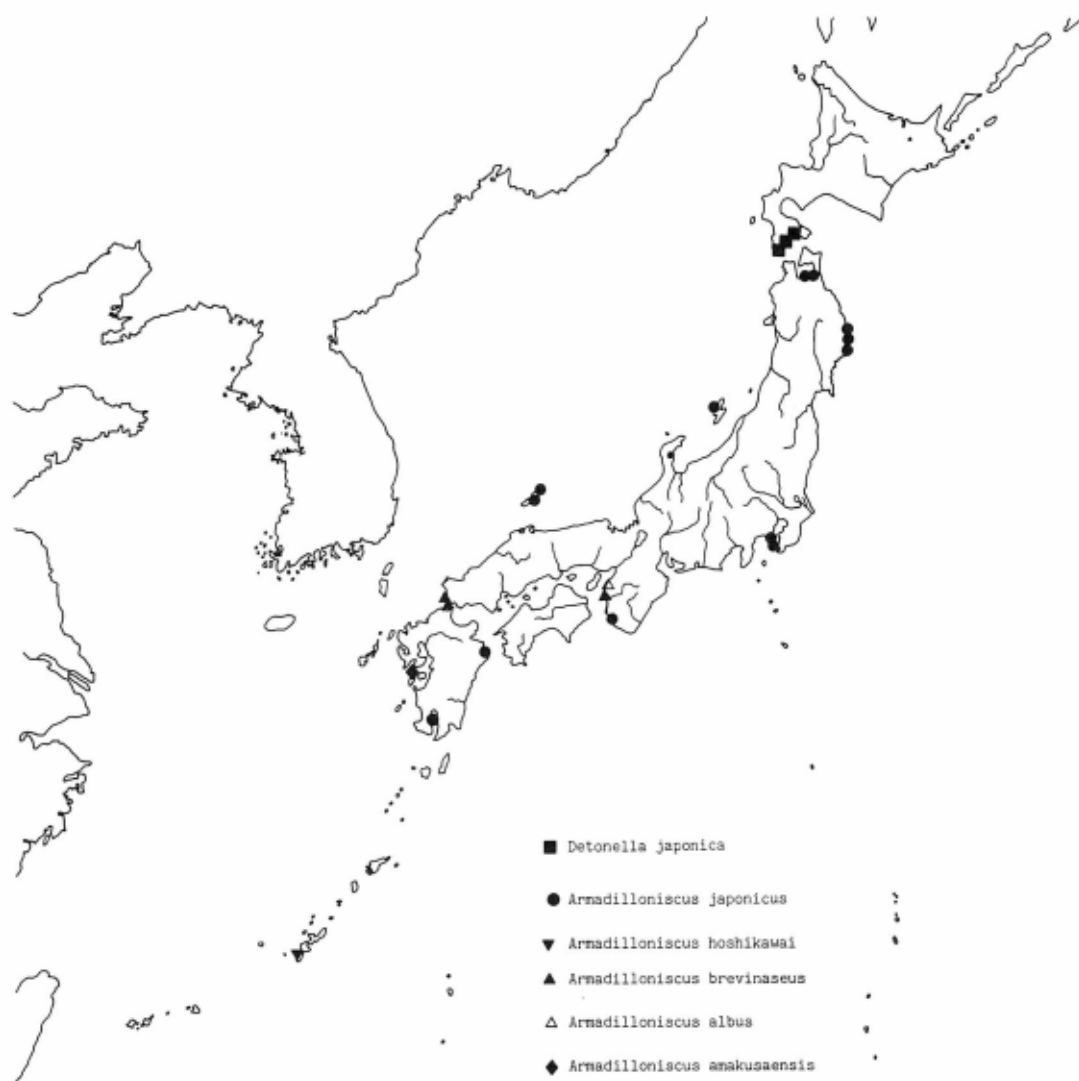 Detonella japonica
Armadilloniscus japonicus
Armadilloniscus hoshikawai
Armadilloniscus brevinaseus
Armadilloniscus albus
Armadilloniscus amakusaensis